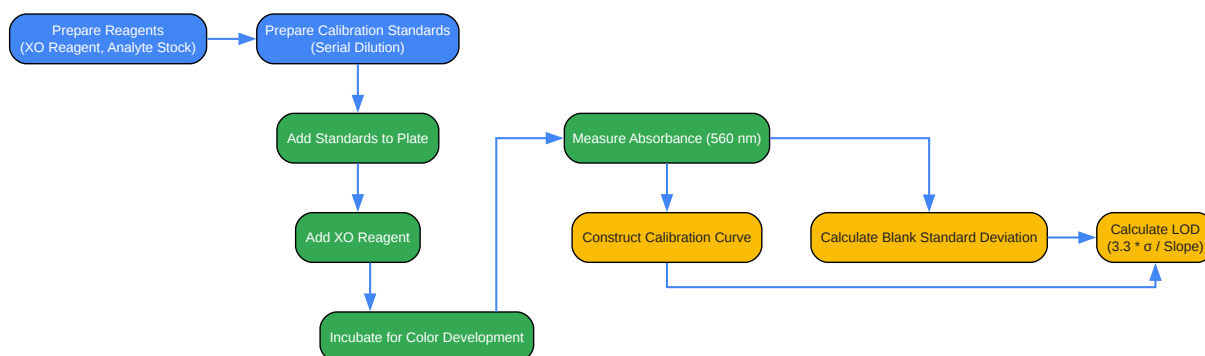 Prepare Reagents
(XO Reagent, Analyte Stock)
Prepare Calibration Standards
(Serial Dilution)
Add Standards to Plate
Add XO Reagent
Incubate for Color Development
Measure Absorbance (560 nm)
Construct Calibration Curve
Calculate Blank Standard Deviation
Calculate LOD
(3.3 * σ / Slope)